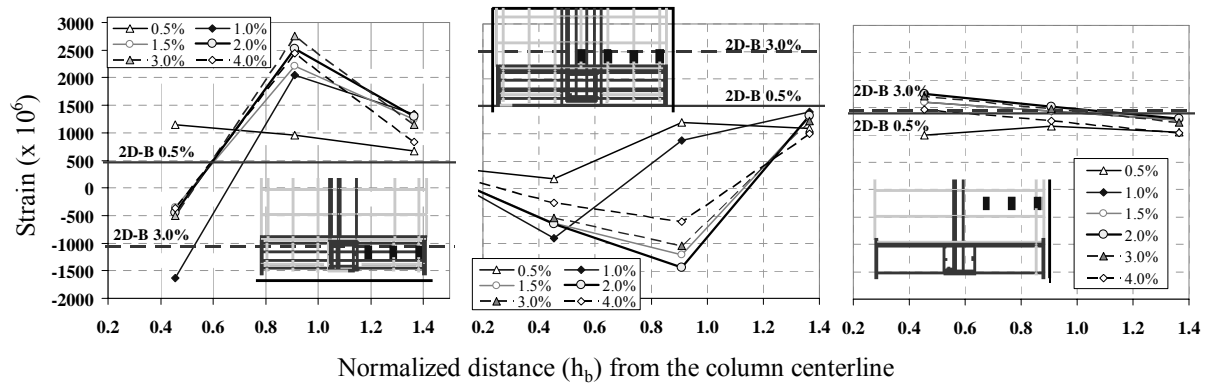 0.5% 1.0%
1.5% 2.0%
3.0% 4.0%
2D-B 0.5%
2D-B 3.0%
3000
2500
2000
1500
1000
500
0
-500
-1000
-1500
-2000
Strain (x 10^6)
0.2 0.4 0.6 0.8 1.0 1.2 1.4
2D-B 3.0%
2D-B 0.5%
0.5% 1.0%
1.5% 2.0%
3.0% 4.0%
0.2 0.4 0.6 0.8 1.0 1.2 1.4
2D-B 3.0%
2D-B 0.5%
0.5%
1.0%
1.5%
2.0%
3.0%
4.0%
0.2 0.4 0.6 0.8 1.0 1.2 1.4
Normalized distance (h_b) from the column centerline